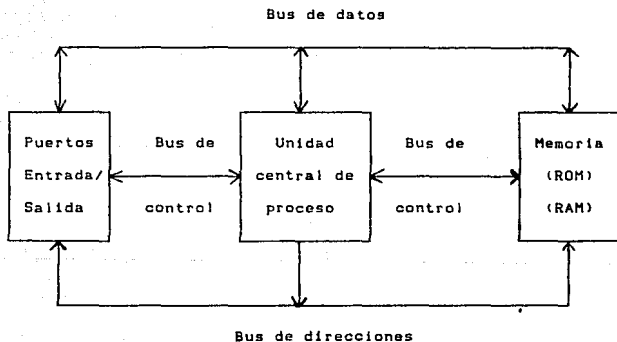 Bus de datos
Puertos
Entrada/
Salida
Bus de
control
Unidad
central de
proceso
Bus de
control
Memoria
(ROM)
(RAM)
Bus de direcciones